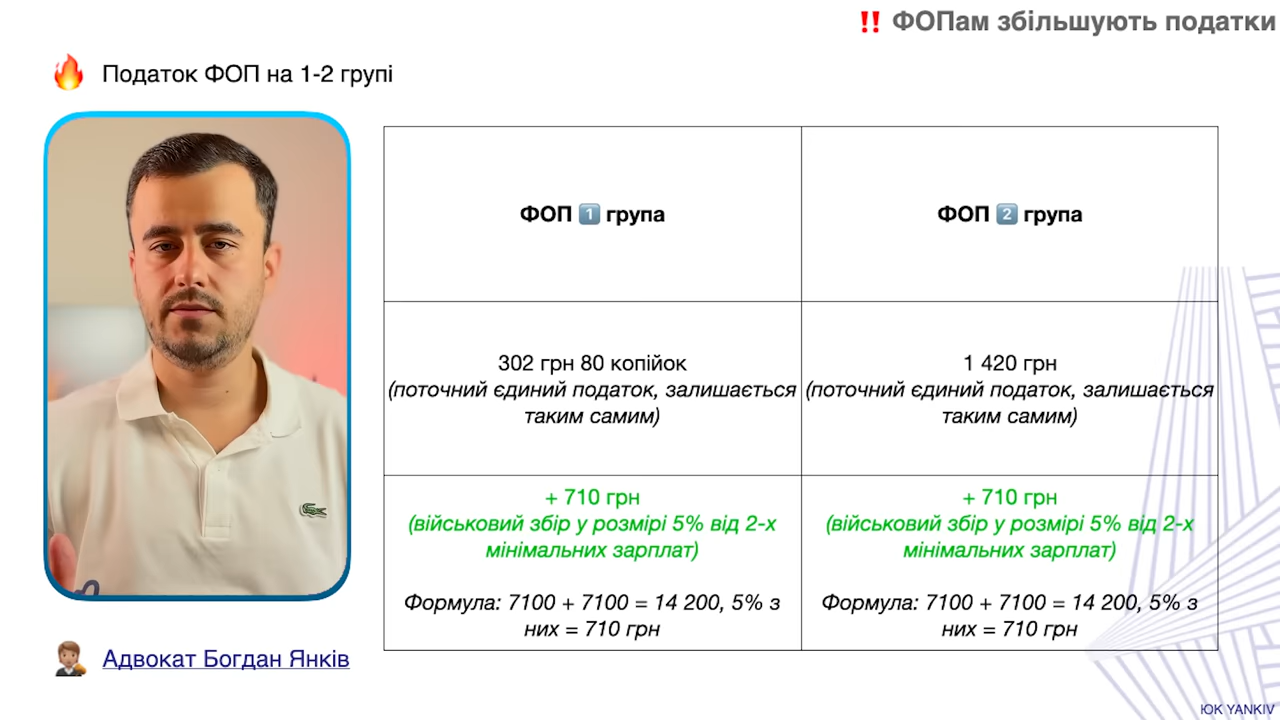 ‼️ ФОПам збільшують податки
🔥 Податок ФОП на 1-2 групі
ФОП 1️⃣ група
ФОП 2️⃣ група
302 грн 80 копійок
(поточний єдиний податок, залишається
таким самим)
1 420 грн
(поточний єдиний податок, залишається
таким самим)
+ 710 грн
(військовий збір у розмірі 5% від 2-х
мінімальних зарплат)
Формула: 7100 + 7100 = 14 200, 5% з
них = 710 грн
+ 710 грн
(військовий збір у розмірі 5% від 2-х
мінімальних зарплат)
Формула: 7100 + 7100 = 14 200, 5% з
них = 710 грн
Адвокат Богдан Янків
ЮК YANKIV